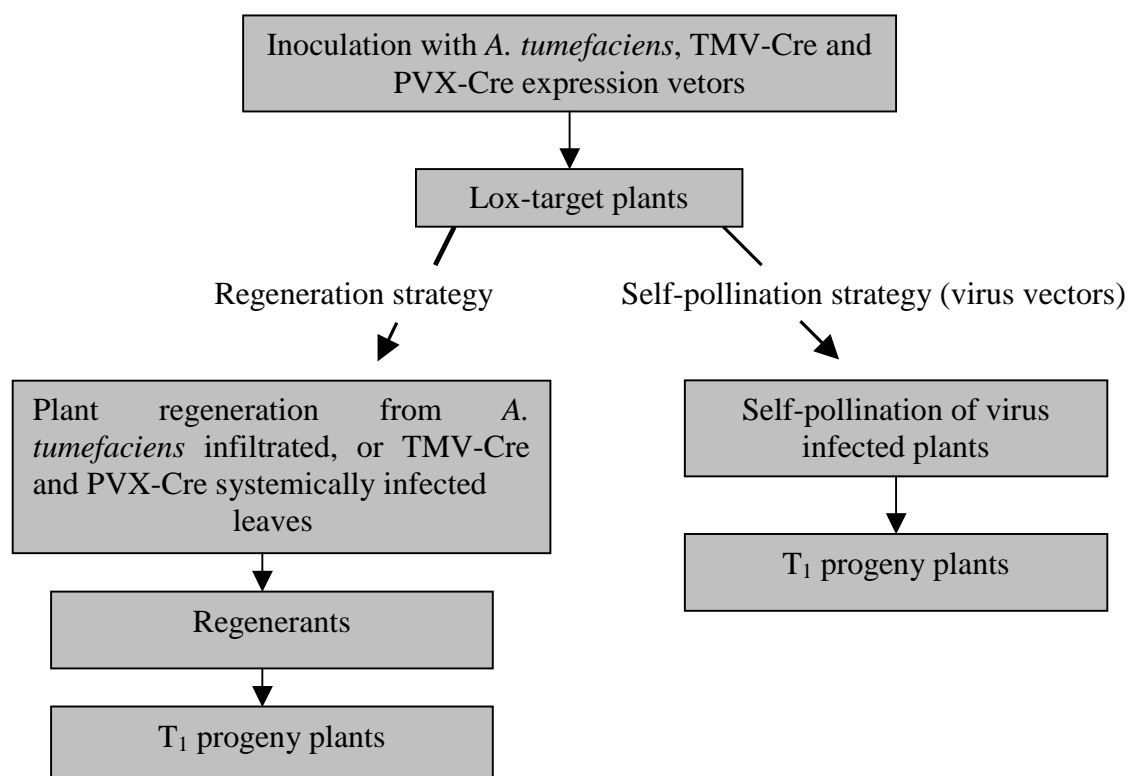 Inoculation with A. tumefaciens, TMV-Cre and
PVX-Cre expression vetors
Lox-target plants
Regeneration strategy
Self-pollination strategy (virus vectors)
Plant regeneration from A.
tumefaciens infiltrated, or TMV-Cre
and PVX-Cre systemically infected
leaves
Self-pollination of virus
infected plants
Regenerants
T₁ progeny plants
T₁ progeny plants